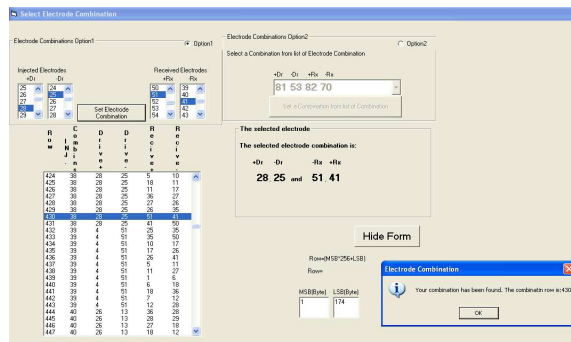 Select Electrode Combination
Electrode Combinations Option1
Option1
Injected Electrodes
+Dr -Dr
25 24
26 25
27 26
28 27
29 28
Set Electrode Combination
Received Electrodes
+Rx -Rx
50 39
51 40
52 41
53 42
54 43
Electrode Combinations Option2
Option2
Select a Combination from list of Electrode Combination
+Dr -Dr +Rx -Rx
81 53 82 70
Set a Combination from list of Combination
Row INJ. Combins Drive+ Drive- Receive+ Receive-
424 38 28 25 5 10
425 38 28 25 18 11
426 38 28 25 11 17
427 38 28 25 36 27
428 38 28 25 27 26
429 38 28 25 26 35
430 38 28 25 51 41
431 38 28 25 41 50
432 39 4 51 25 35
433 39 4 51 35 50
434 39 4 51 10 17
435 39 4 51 17 26
436 39 4 51 26 41
437 39 4 51 5 11
438 39 4 51 11 27
439 39 4 51 1 6
440 39 4 51 6 18
441 39 4 51 18 36
442 39 4 51 7 12
443 39 4 51 12 28
444 40 26 13 36 28
445 40 26 13 28 29
446 40 26 13 27 18
447 40 26 13 18 12
The selected electrode
The selected electrode combination is:
+Dr -Dr -Rx +Rx
28 , 25 and 51 , 41
Hide Form
Row=(MSB*256+LSB)
Row=
MSB(Byte) LSB(Byte)
1 174
Electrode Combination
Your combination has been found. The combinatin row is:430
OK